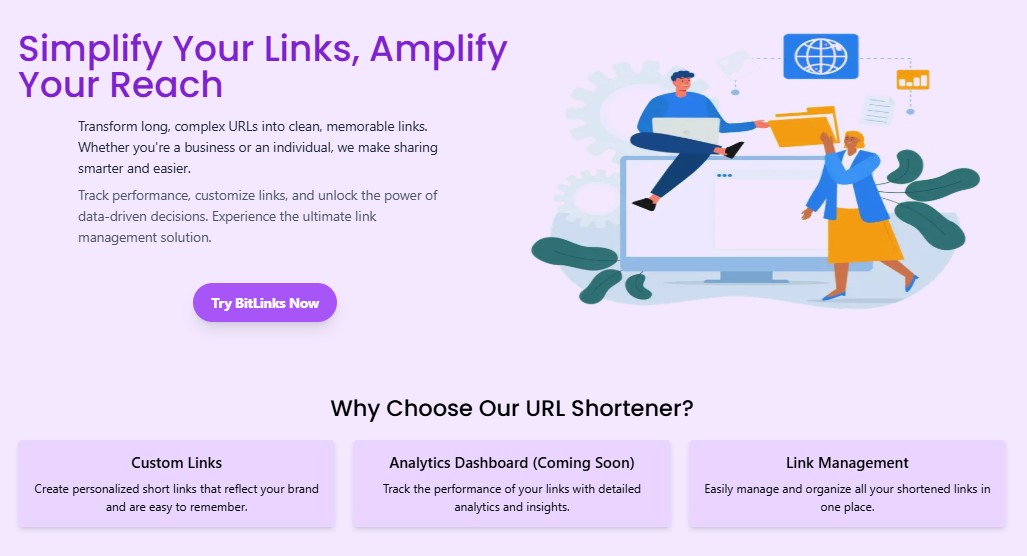 Simplify Your Links, Amplify
Your Reach
Transform long, complex URLs into clean, memorable links.
Whether you're a business or an individual, we make sharing
smarter and easier.
Track performance, customize links, and unlock the power of
data-driven decisions. Experience the ultimate link
management solution.
Try BitLinks Now
Why Choose Our URL Shortener?
Custom Links
Create personalized short links that reflect your brand
and are easy to remember.
Analytics Dashboard (Coming Soon)
Track the performance of your links with detailed
analytics and insights.
Link Management
Easily manage and organize all your shortened links in
one place.